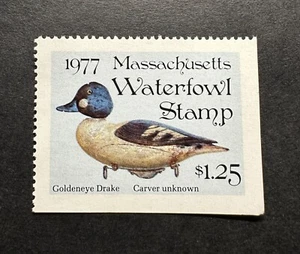 1977 Massachusetts
Waterfowl
Stamp
$1.25
Goldeneye Drake Carver unknown